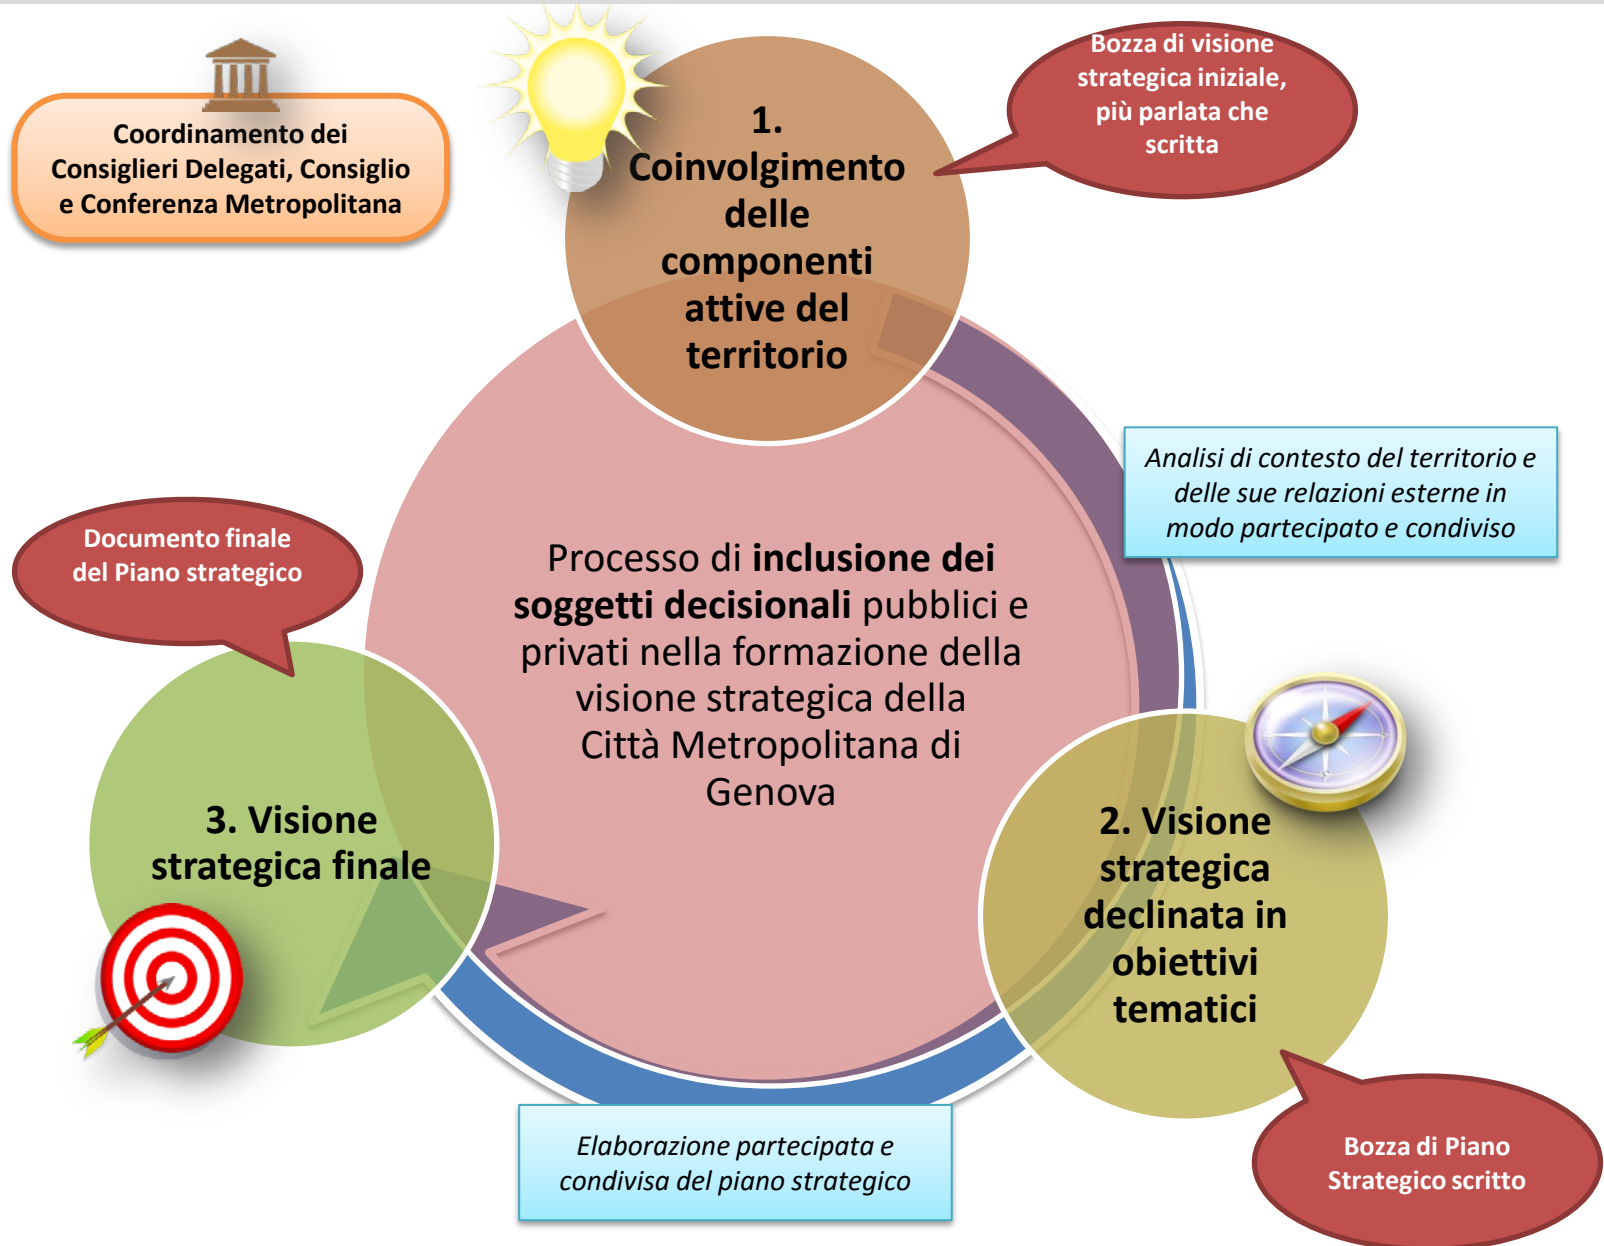 Coordinamento dei
Consiglieri Delegati, Consiglio
e Conferenza Metropolitana
1.
Coinvolgimento
delle
componenti
attive del
territorio
Bozza di visione
strategica iniziale,
più parlata che
scritta
Analisi di contesto del territorio e
delle sue relazioni esterne in
modo partecipato e condiviso
Documento finale
del Piano strategico
Processo di inclusione dei
soggetti decisionali pubblici e
privati nella formazione della
visione strategica della
Città Metropolitana di
Genova
3. Visione
strategica finale
2. Visione
strategica
declinata in
obiettivi
tematici
Elaborazione partecipata e
condivisa del piano strategico
Bozza di Piano
Strategico scritto